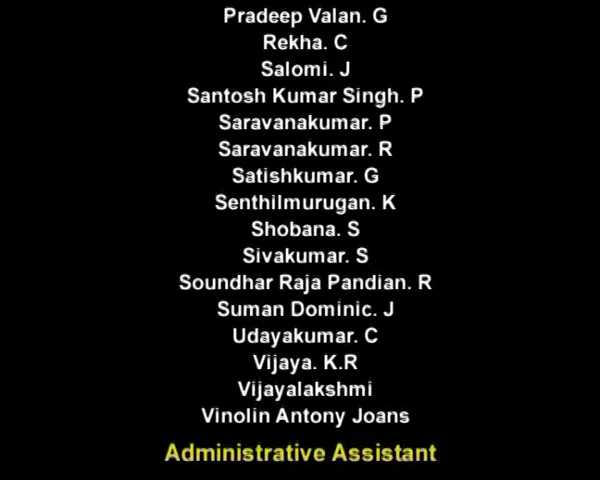 Pradeep Valan. G
Rekha. C
Salomi. J
Santosh Kumar Singh. P
Saravanakumar. P
Saravanakumar. R
Satishkumar. G
Senthilmurugan. K
Shobana. S
Sivakumar. S
Soundhar Raja Pandian. R
Suman Dominic. J
Udayakumar. C
Vijaya. K.R
Vijayalakshmi
Vinolin Antony Joans
Administrative Assistant